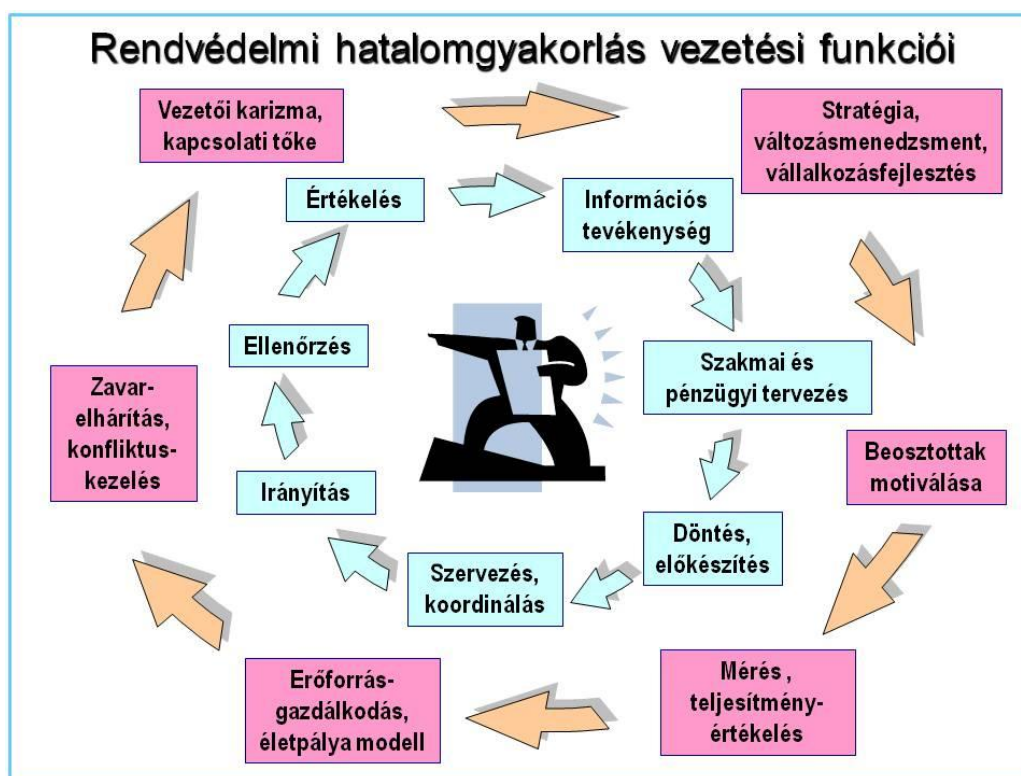 Rendvédelmi hatalomgyakorlás vezetési funkciói
Vezetői karizma,
kapcsolati tőke
Stratégia,
változásmenedzsment,
vállalkozásfejlesztés
Értékelés
Információs
tevékenység
Ellenőrzés
Szakmai és
pénzügyi tervezés
Zavar-
elhárítás,
konfliktus-
kezelés
Beosztottak
motiválása
Irányítás
Döntés,
előkészítés
Szervezés,
koordinálás
Erőforrás-
gazdálkodás,
életpálya modell
Mérés ,
teljesítmény-
értékelés